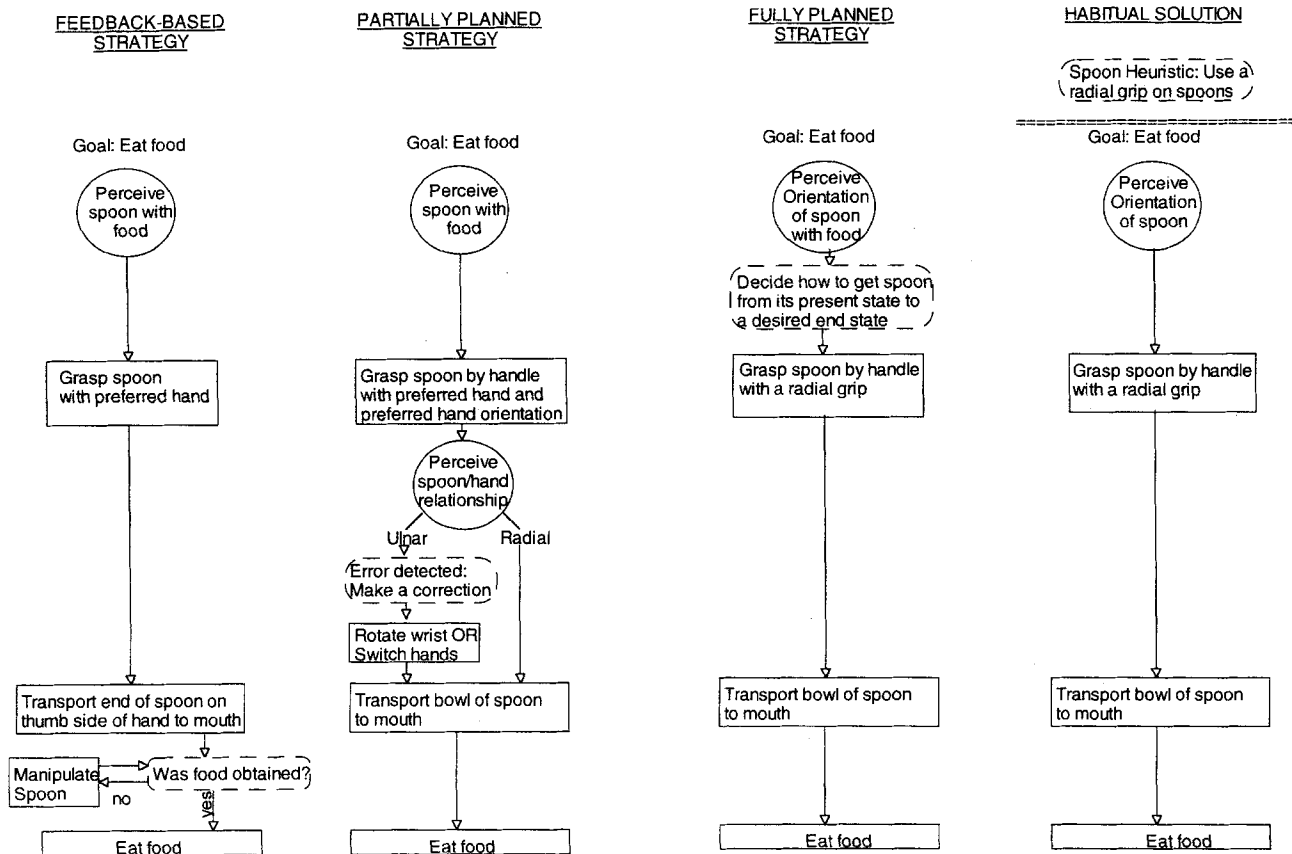 FEEDBACK-BASED
STRATEGY
Goal: Eat food
Perceive
spoon with
food
Grasp spoon
with preferred hand
Transport end of spoon on
thumb side of hand to mouth
Was food obtained?
no
Manipulate
Spoon
yes
Eat food
PARTIALLY PLANNED
STRATEGY
Goal: Eat food
Perceive
spoon with
food
Grasp spoon by handle
with preferred hand and
preferred hand orientation
Perceive
spoon/hand
relationship
Ulnar
Radial
Error detected:
Make a correction
Rotate wrist OR
Switch hands
Transport bowl of spoon
to mouth
Eat food
FULLY PLANNED
STRATEGY
Goal: Eat food
Perceive
Orientation
of spoon
with food
Decide how to get spoon
from its present state to
a desired end state
Grasp spoon by handle
with a radial grip
Transport bowl of spoon
to mouth
Eat food
HABITUAL SOLUTION
Spoon Heuristic: Use a
radial grip on spoons
Goal: Eat food
Perceive
Orientation
of spoon
Grasp spoon by handle
with a radial grip
Transport bowl of spoon
to mouth
Eat food